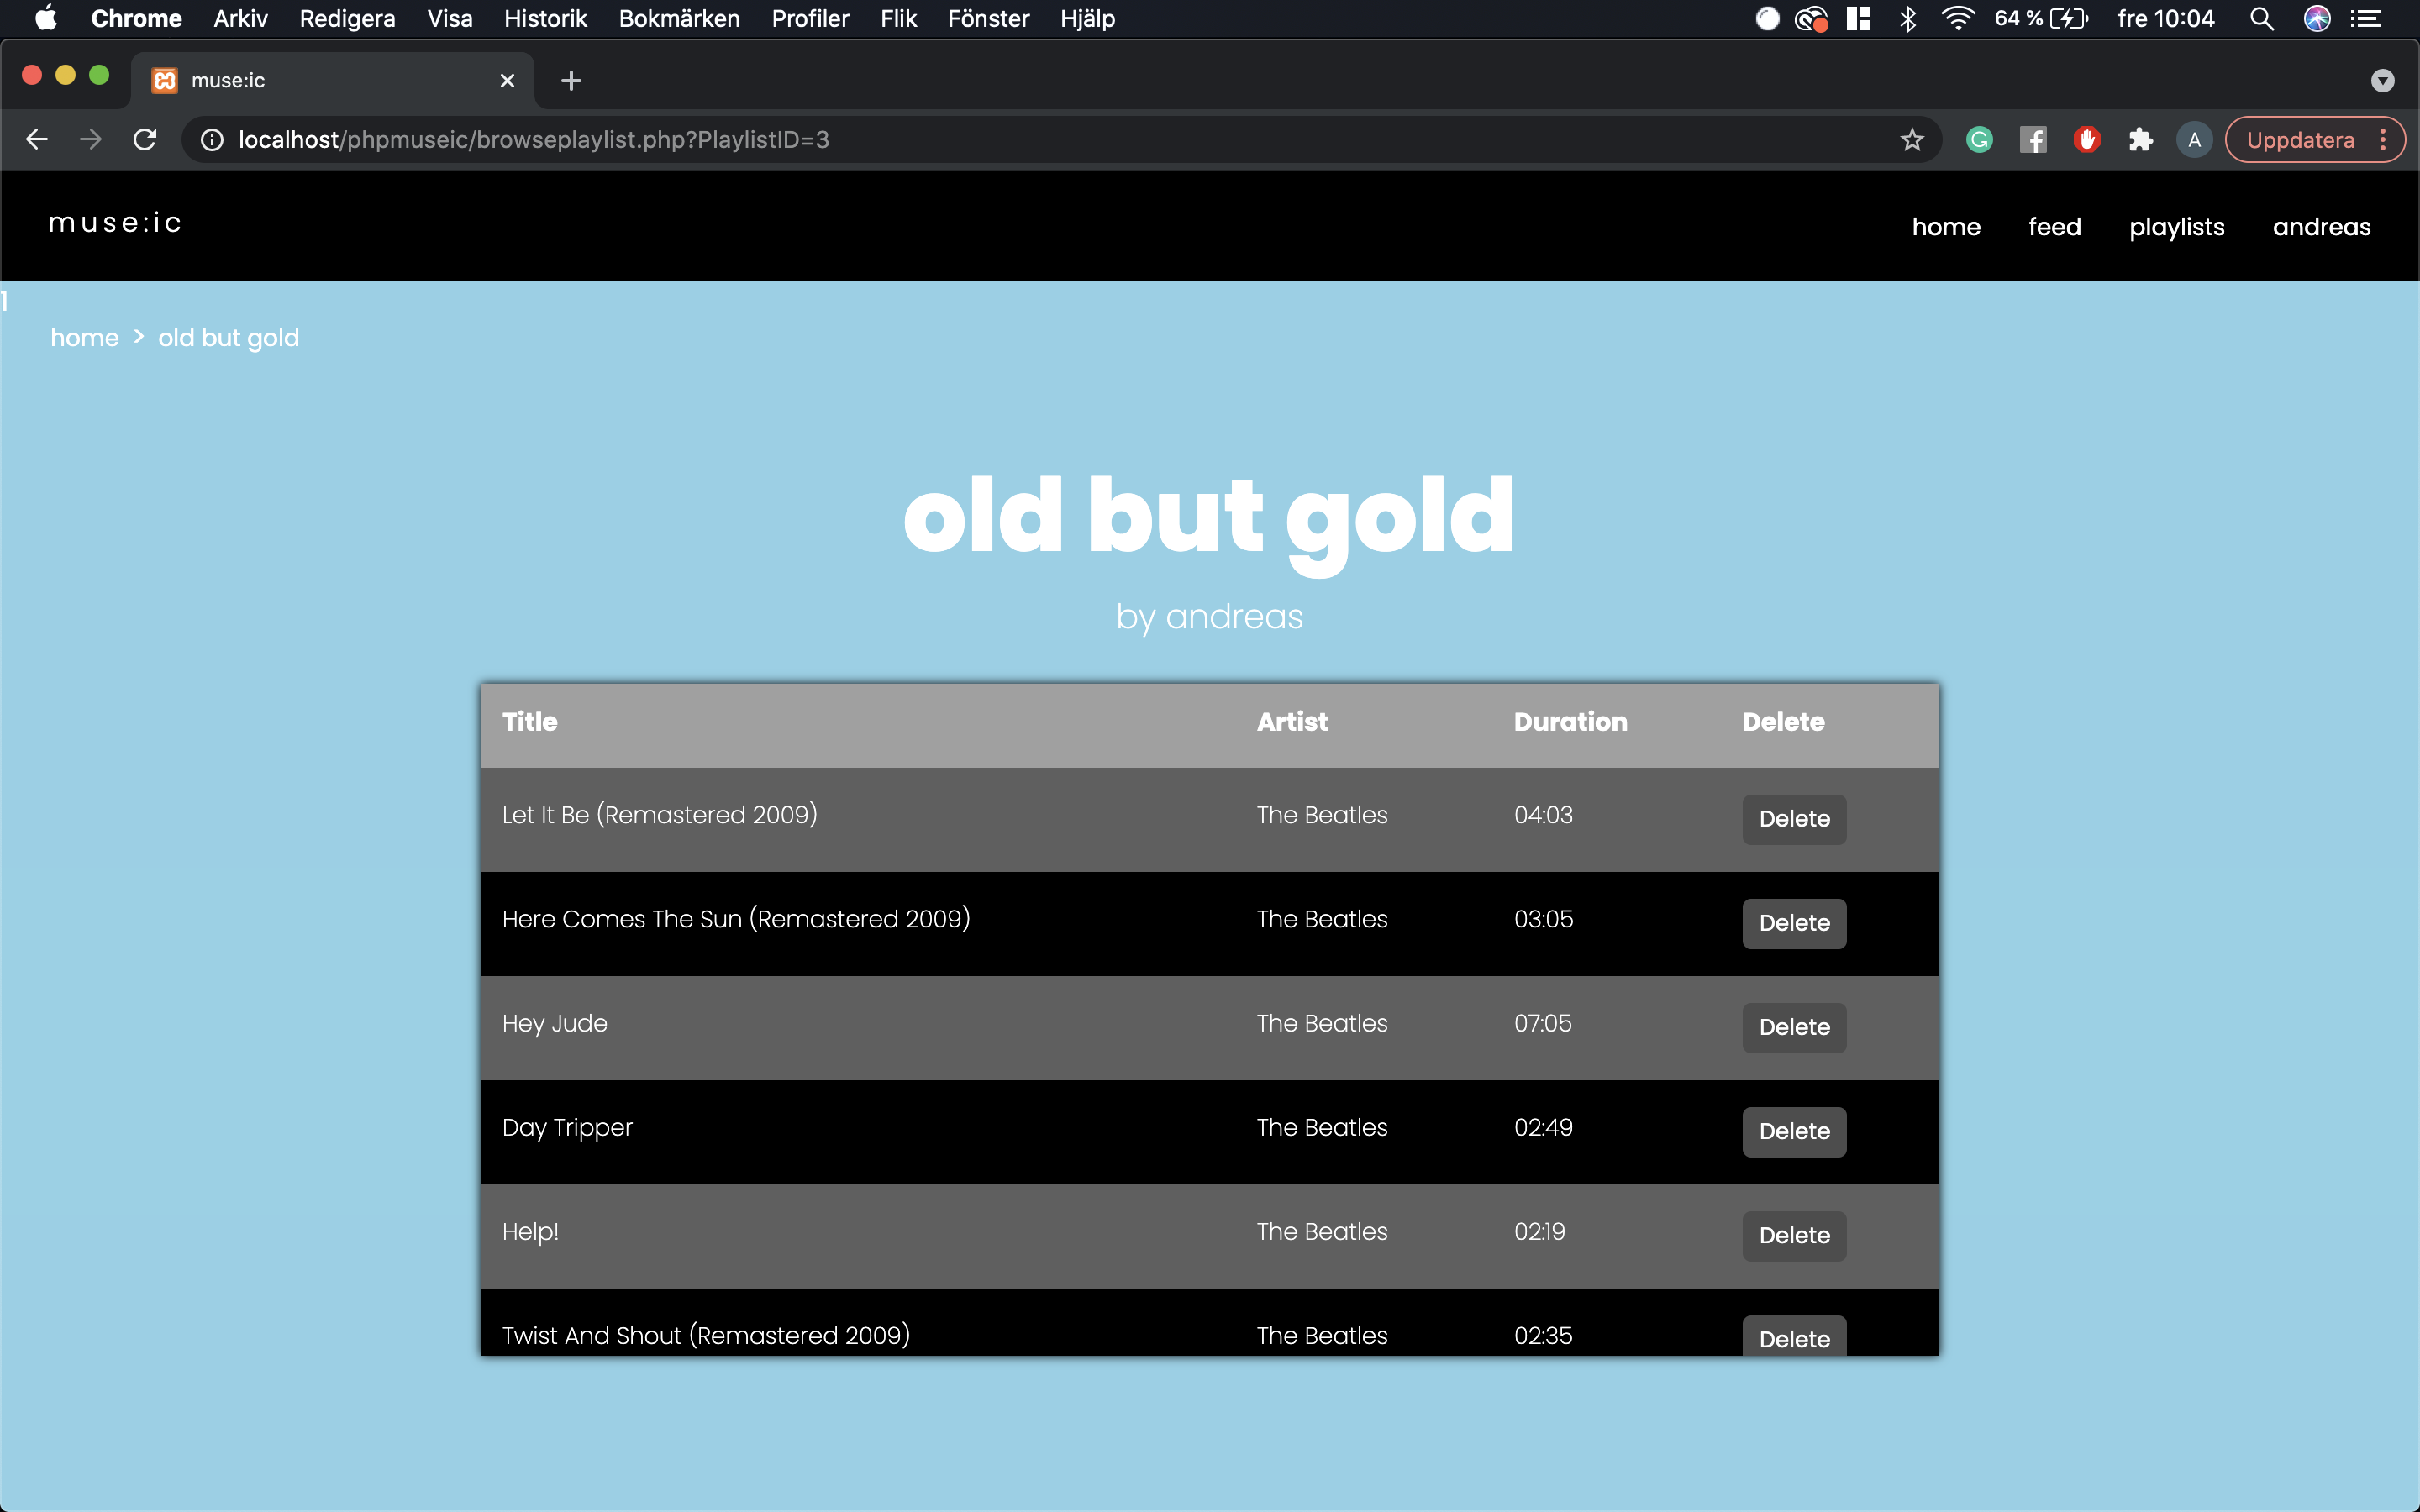 Chrome Arkiv Redigera Visa Historik Bokmärken Profiler Flik Fönster Hjälp 64 % fre 10:04
muse:ic
localhost/phpmuseic/browseplaylist.php?PlaylistID=3 A Uppdatera
muse:ic home feed playlists andreas
1
home > old but gold
old but gold
by andreas
Title Artist Duration Delete
Let It Be (Remastered 2009) The Beatles 04:03 Delete
Here Comes The Sun (Remastered 2009) The Beatles 03:05 Delete
Hey Jude The Beatles 07:05 Delete
Day Tripper The Beatles 02:49 Delete
Help! The Beatles 02:19 Delete
Twist And Shout (Remastered 2009) The Beatles 02:35 Delete